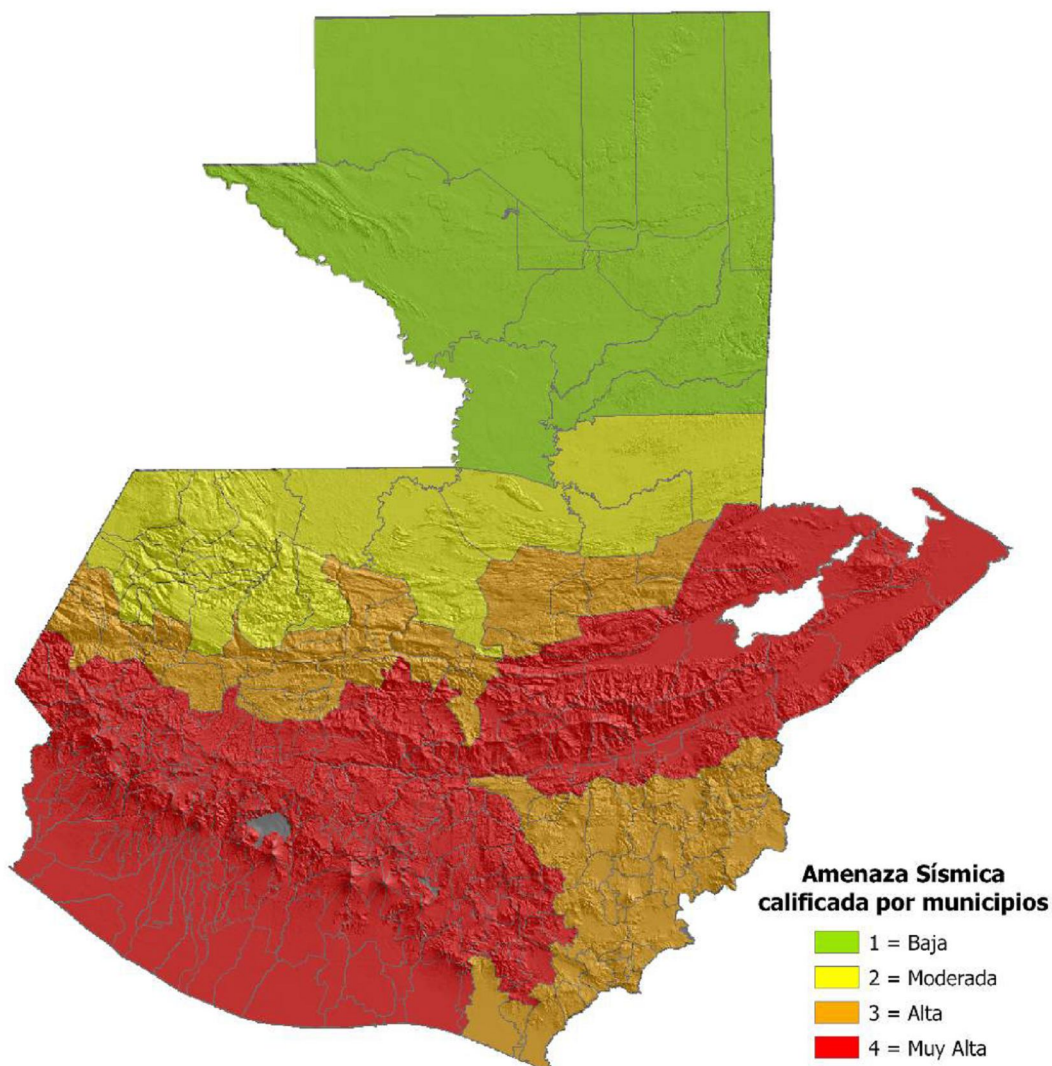 Amenaza Sísmica
calificada por municipios
1 = Baja
2 = Moderada
3 = Alta
4 = Muy Alta